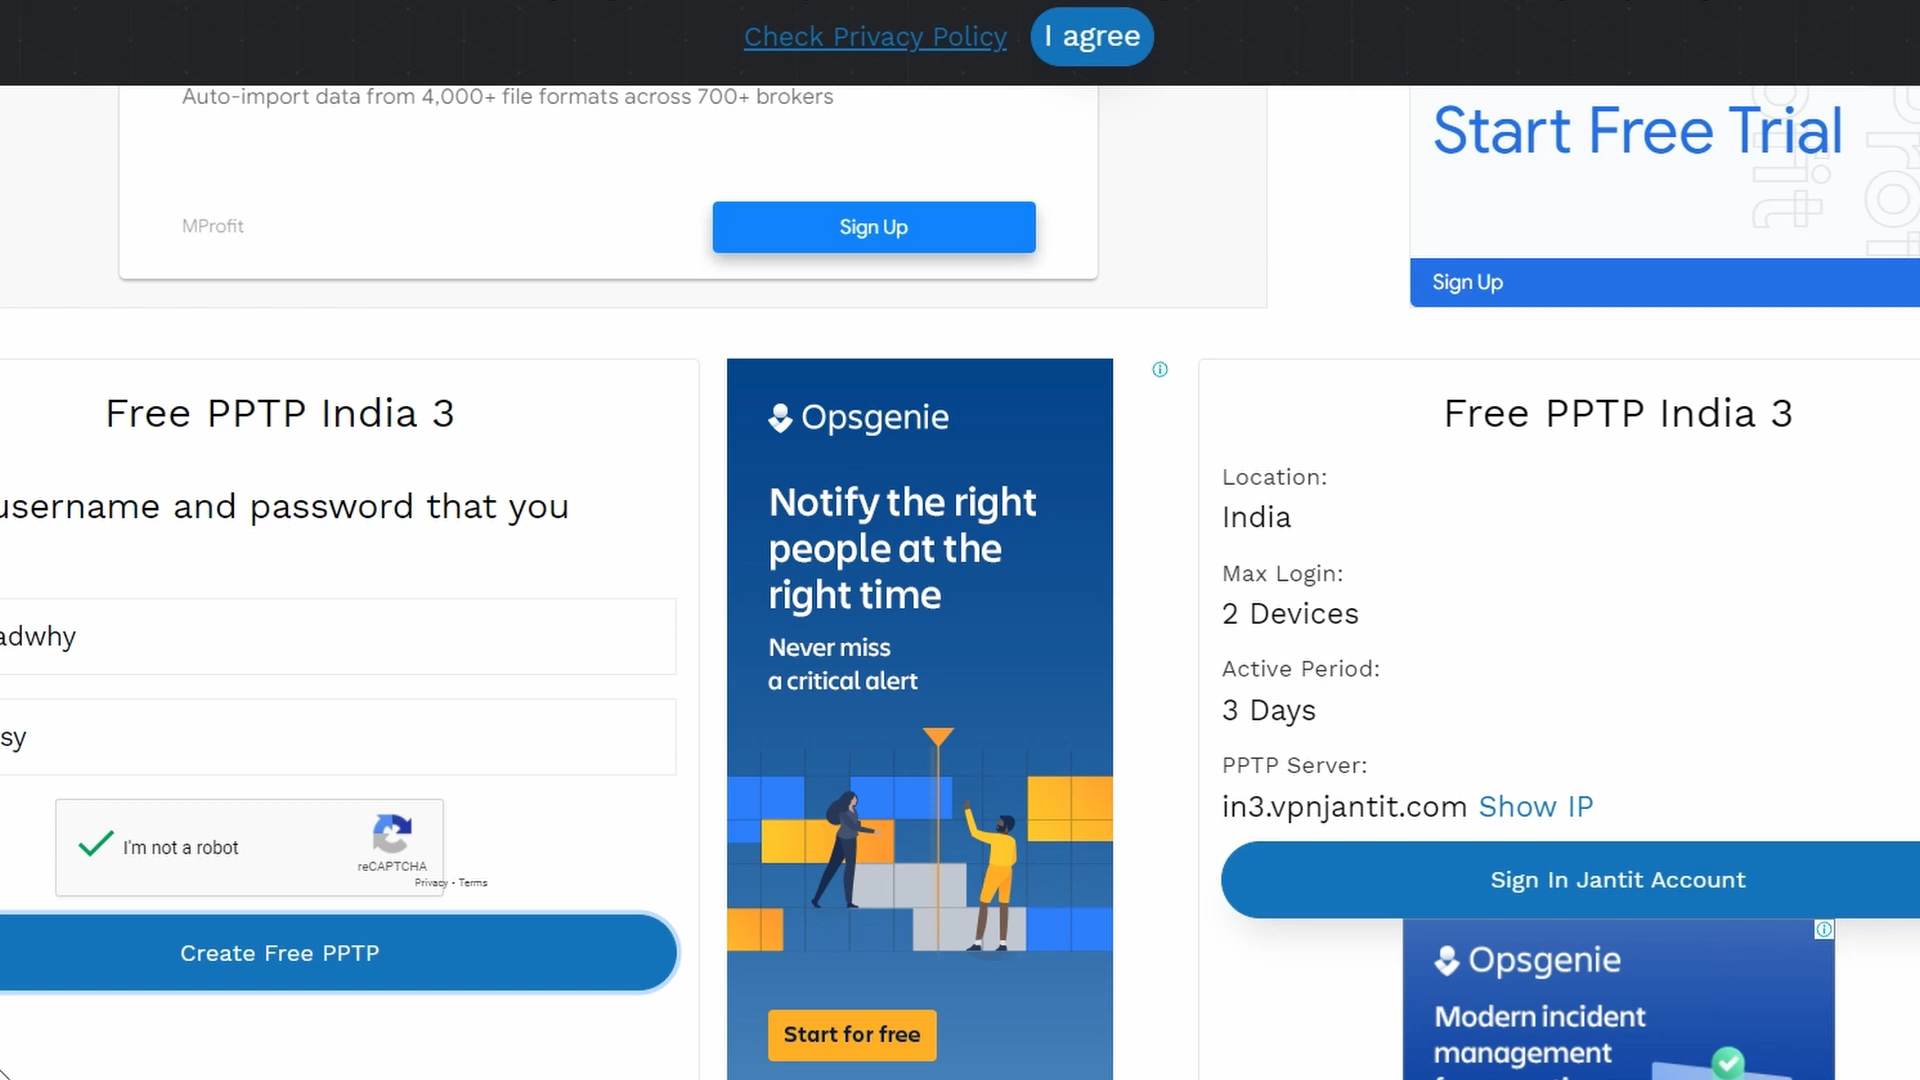 Check Privacy Policy I agree
Auto-import data from 4,000+ file formats across 700+ brokers
MProfit
Sign Up
Start Free Trial
Sign Up
Free PPTP India 3
username and password that you
adwhy
sy
I'm not a robot
reCAPTCHA
Privacy - Terms
Create Free PPTP
Opsgenie
Notify the right
people at the
right time
Never miss
a critical alert
Start for free
Free PPTP India 3
Location:
India
Max Login:
2 Devices
Active Period:
3 Days
PPTP Server:
in3.vpnjantit.com Show IP
Sign In Jantit Account
Opsgenie
Modern incident
management